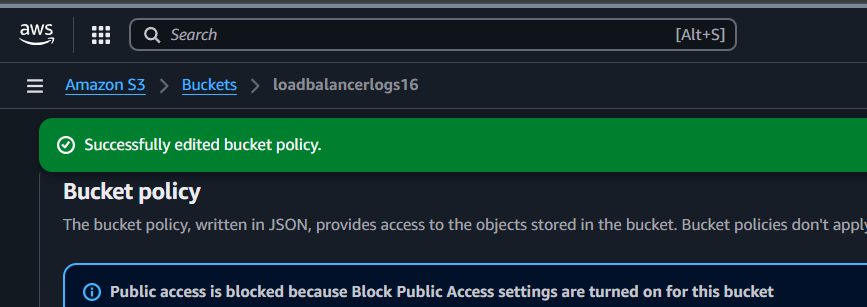 aws
Search
[Alt+S]
Amazon S3
Buckets
loadbalancerlogs16
Successfully edited bucket policy.
Bucket policy
The bucket policy, written in JSON, provides access to the objects stored in the bucket. Bucket policies don't apply
Public access is blocked because Block Public Access settings are turned on for this bucket